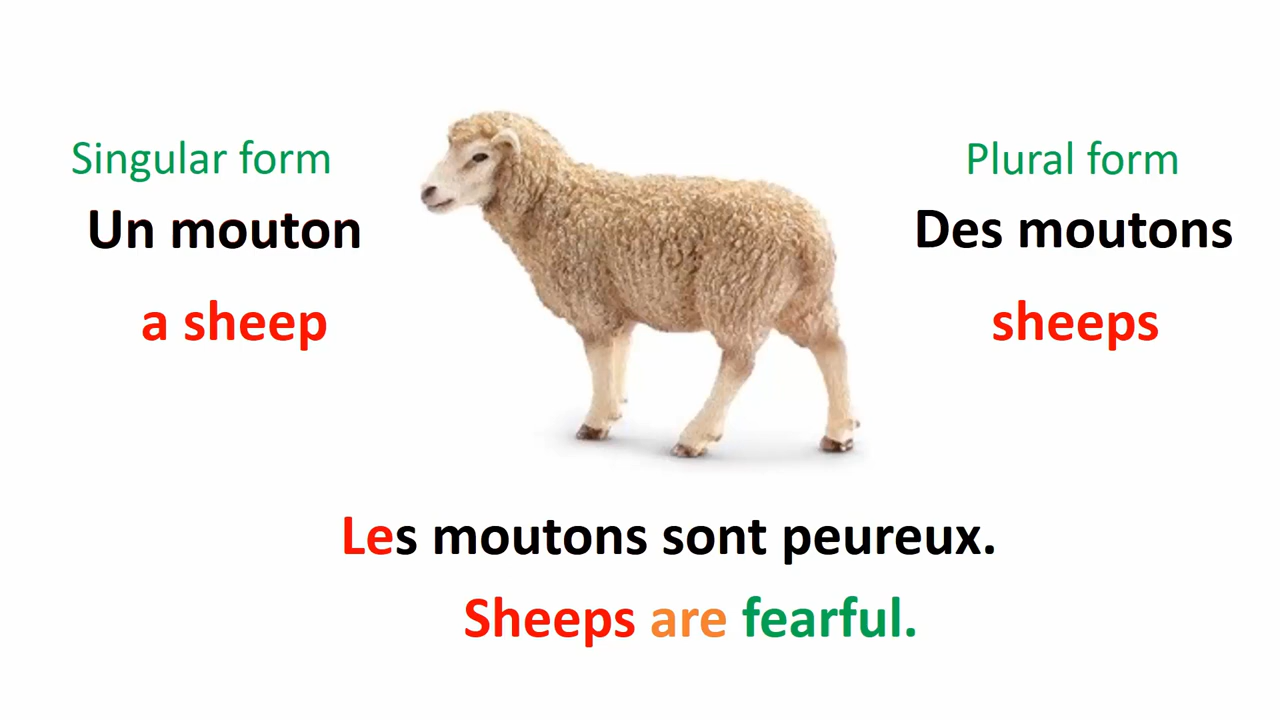 Singular form
Un mouton
a sheep
Plural form
Des moutons
sheeps
Les moutons sont peureux.
Sheeps are fearful.